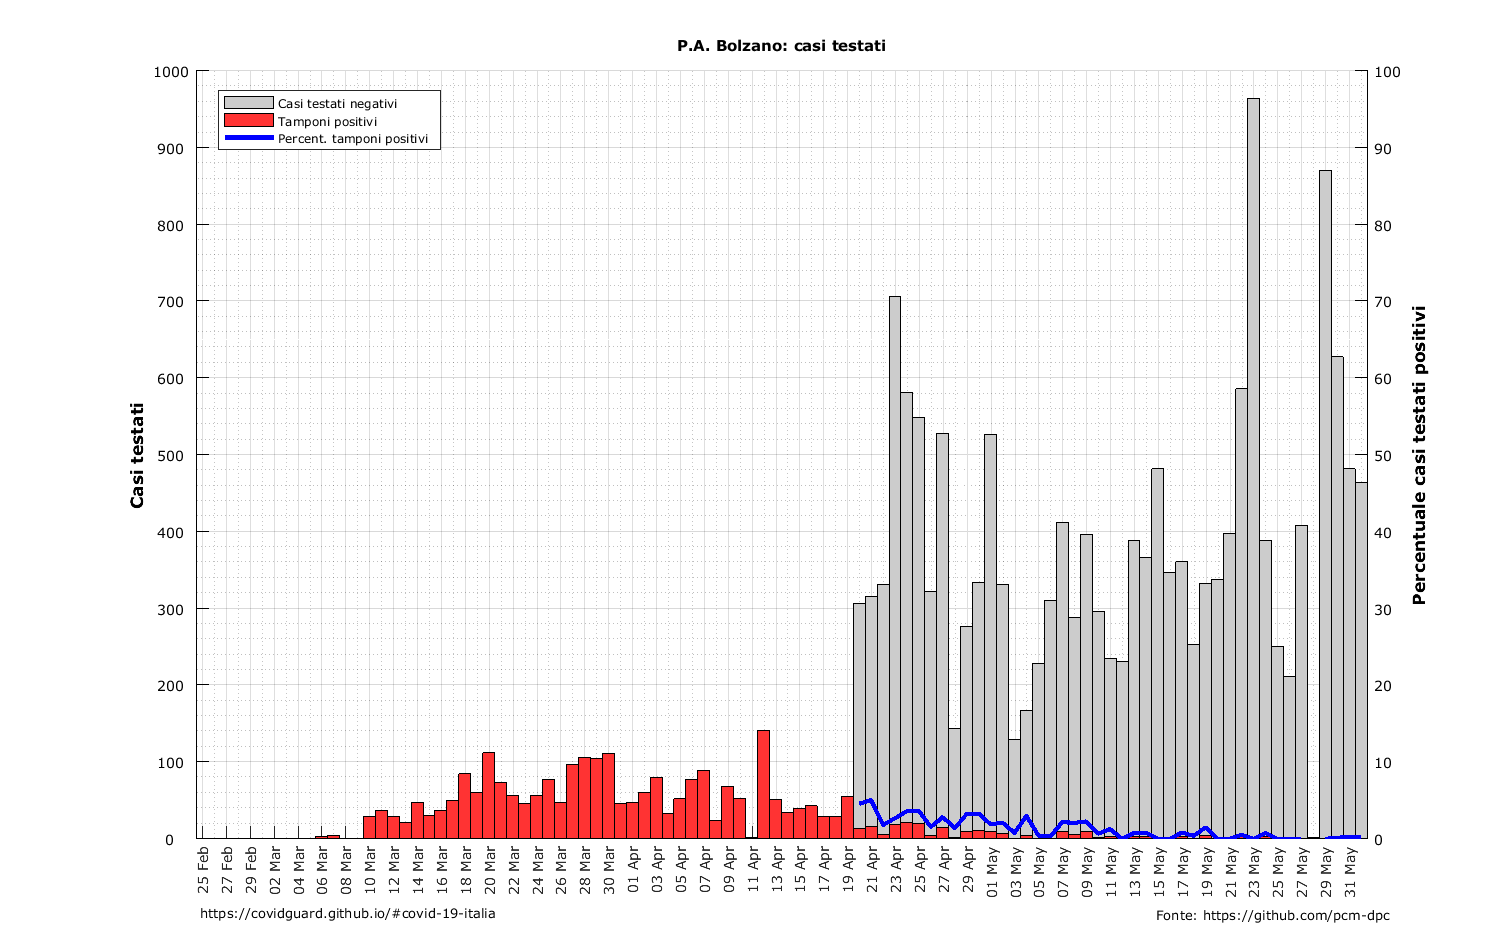 P.A. Bolzano: casi testati
Casi testati negativi
Tamponi positivi
Percent. tamponi positivi
Casi testati
1000
900
800
700
600
500
400
300
200
100
0
100
90
80
70
60
50
40
30
20
10
0
Percentuale casi testati positivi
25 Feb
27 Feb
29 Feb
02 Mar
04 Mar
06 Mar
08 Mar
10 Mar
12 Mar
14 Mar
16 Mar
18 Mar
20 Mar
22 Mar
24 Mar
26 Mar
28 Mar
30 Mar
01 Apr
03 Apr
05 Apr
07 Apr
09 Apr
11 Apr
13 Apr
15 Apr
17 Apr
19 Apr
21 Apr
23 Apr
25 Apr
27 Apr
29 Apr
01 May
03 May
05 May
07 May
09 May
11 May
13 May
15 May
17 May
19 May
21 May
23 May
25 May
27 May
29 May
31 May
https://covidguard.github.io/#covid-19-italia
Fonte: https://github.com/pcm-dpc